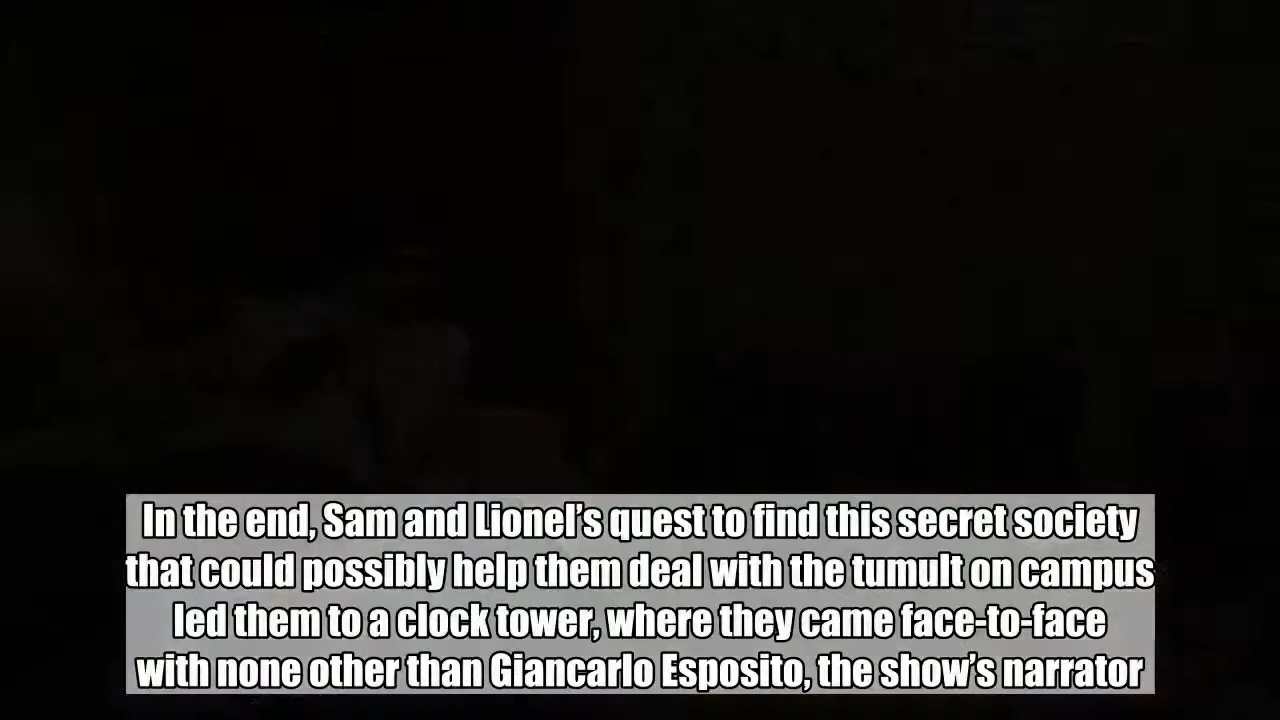 In the end, Sam and Lionel’s quest to find this secret society
that could possibly help them deal with the tumult on campus
led them to a clock tower, where they came face-to-face
with none other than Giancarlo Esposito, the show’s narrator